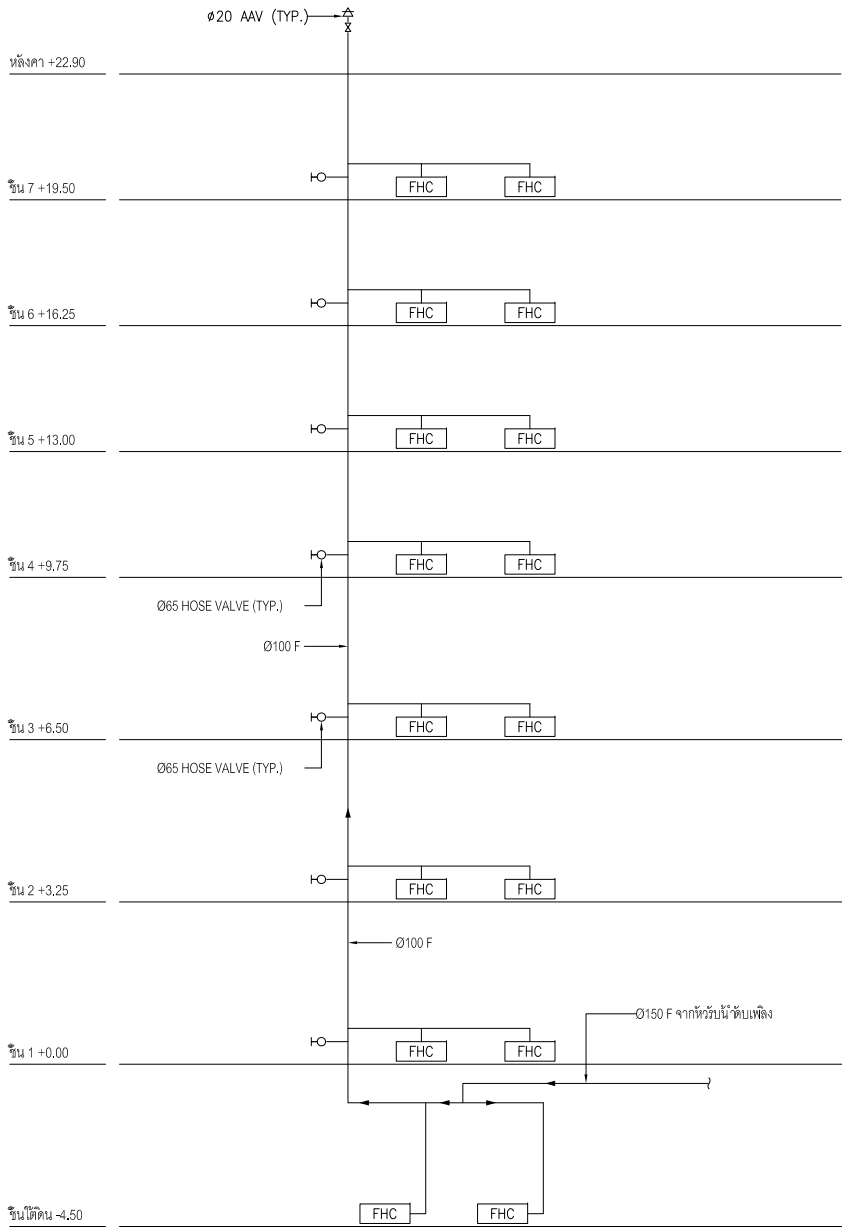 ø20 AAV (TYP.)
หลังคา +22.90
FHC FHC
ชั้น 7 +19.50
FHC FHC
ชั้น 6 +16.25
FHC FHC
ชั้น 5 +13.00
FHC FHC
ชั้น 4 +9.75
Ø65 HOSE VALVE (TYP.)
Ø100 F
FHC FHC
ชั้น 3 +6.50
Ø65 HOSE VALVE (TYP.)
FHC FHC
ชั้น 2 +3.25
Ø100 F
Ø150 F จากหัวรับน้ำดับเพลิง
FHC FHC
ชั้น 1 +0.00
FHC FHC
ชั้นใต้ดิน -4.50